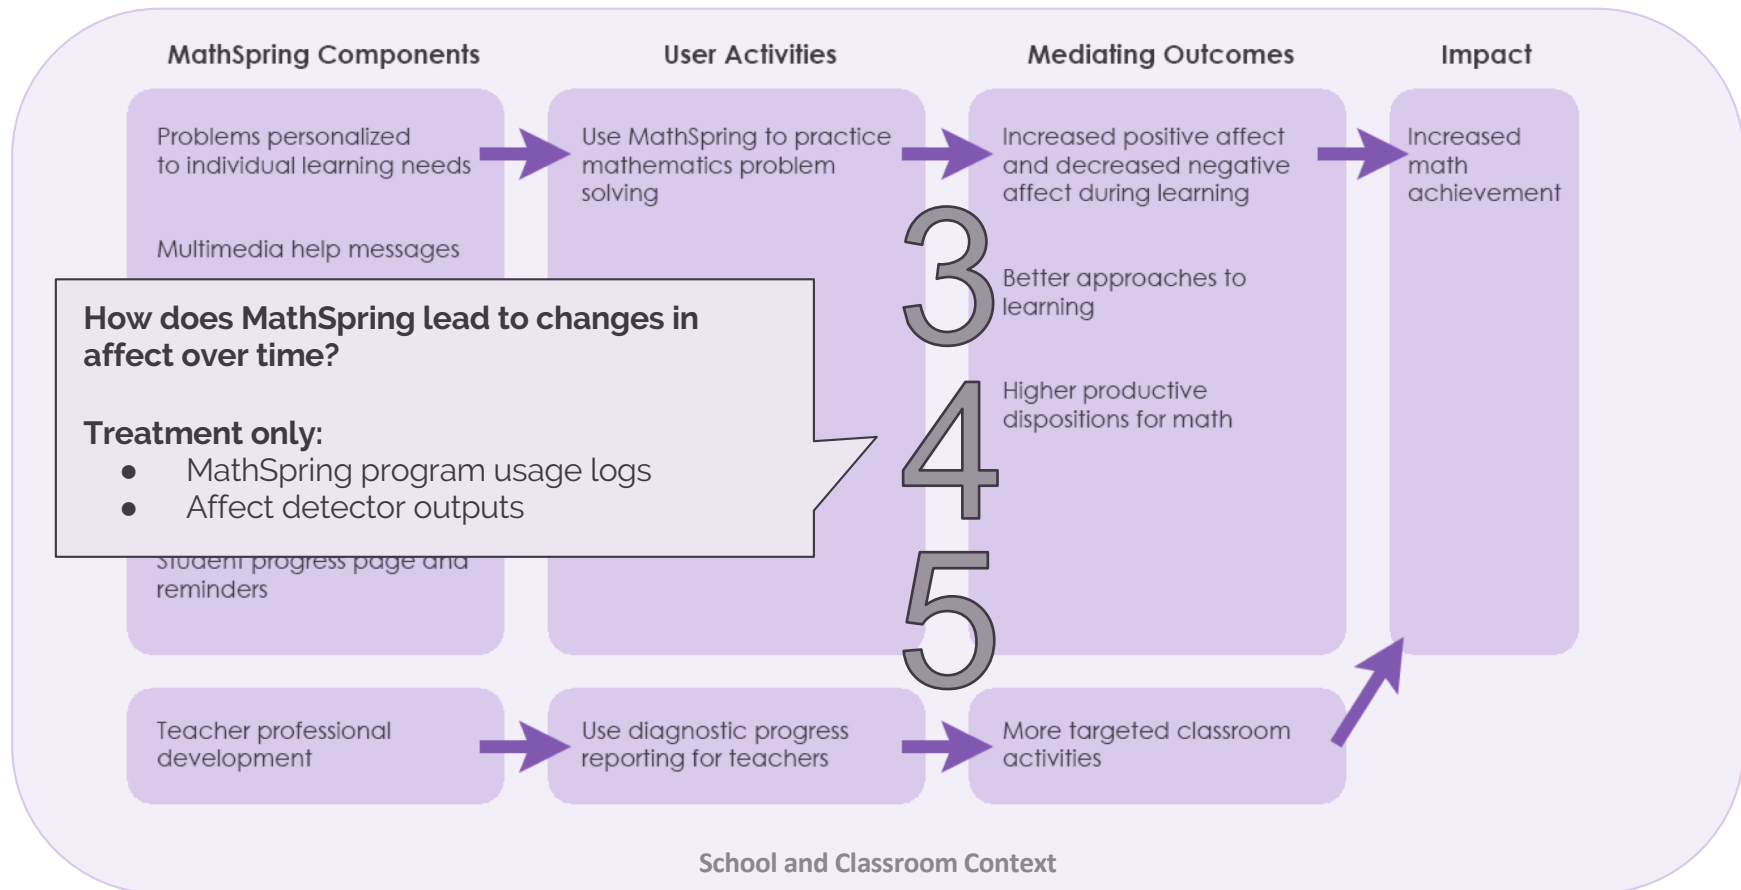 MathSpring Components
User Activities
Mediating Outcomes
Impact
Problems personalized
to individual learning needs
Multimedia help messages
Student progress page and
reminders
Use MathSpring to practice
mathematics problem
solving
Increased positive affect
and decreased negative
affect during learning
Better approaches to
learning
Higher productive
dispositions for math
Increased
math
achievement
3
4
5
How does MathSpring lead to changes in
affect over time?
Treatment only:
● MathSpring program usage logs
● Affect detector outputs
Teacher professional
development
Use diagnostic progress
reporting for teachers
More targeted classroom
activities
School and Classroom Context